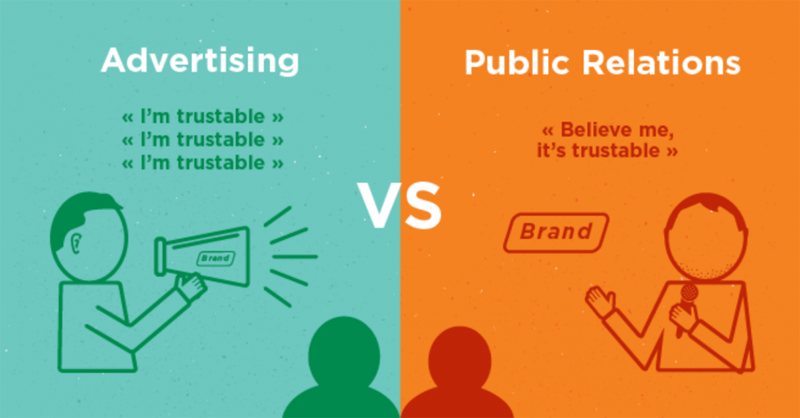 Advertising
« I'm trustable »
« I'm trustable »
« I'm trustable »
Brand
VS
Public Relations
« Believe me,
it's trustable »
Brand